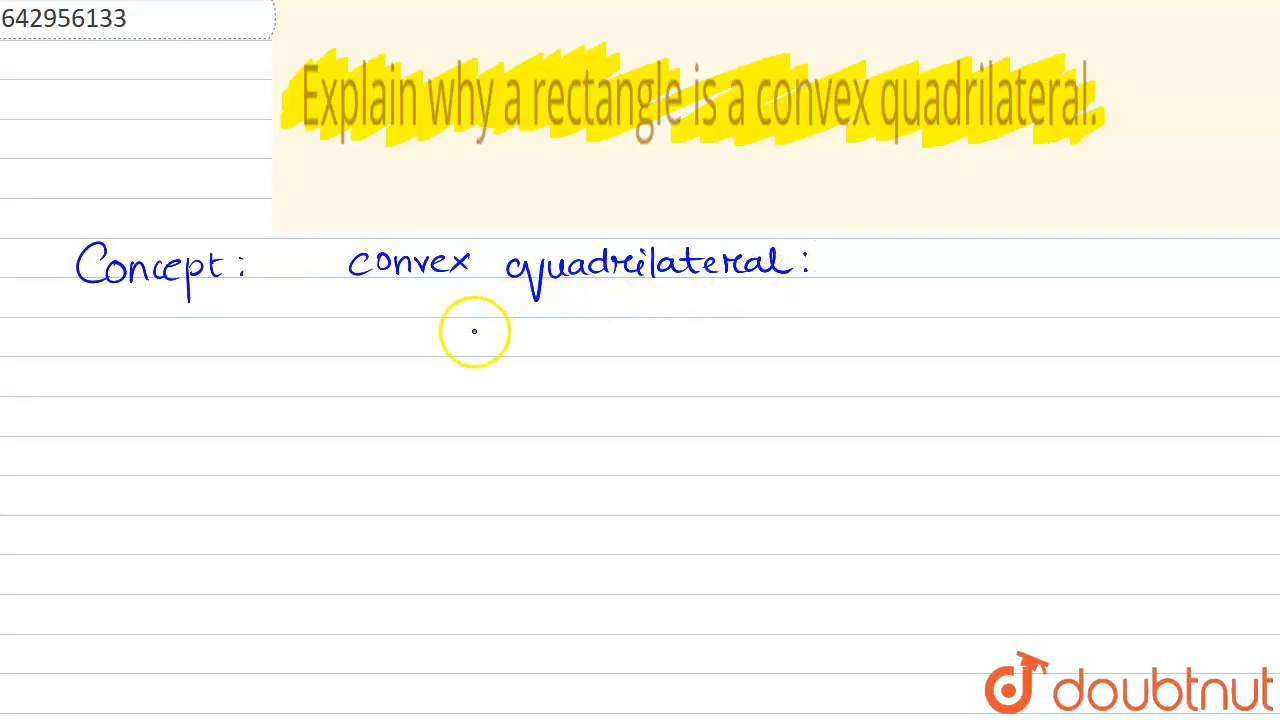 642956133
Explain why a rectangle is a convex quadrilateral.
Concept: convex quadrilateral:
doubtnut